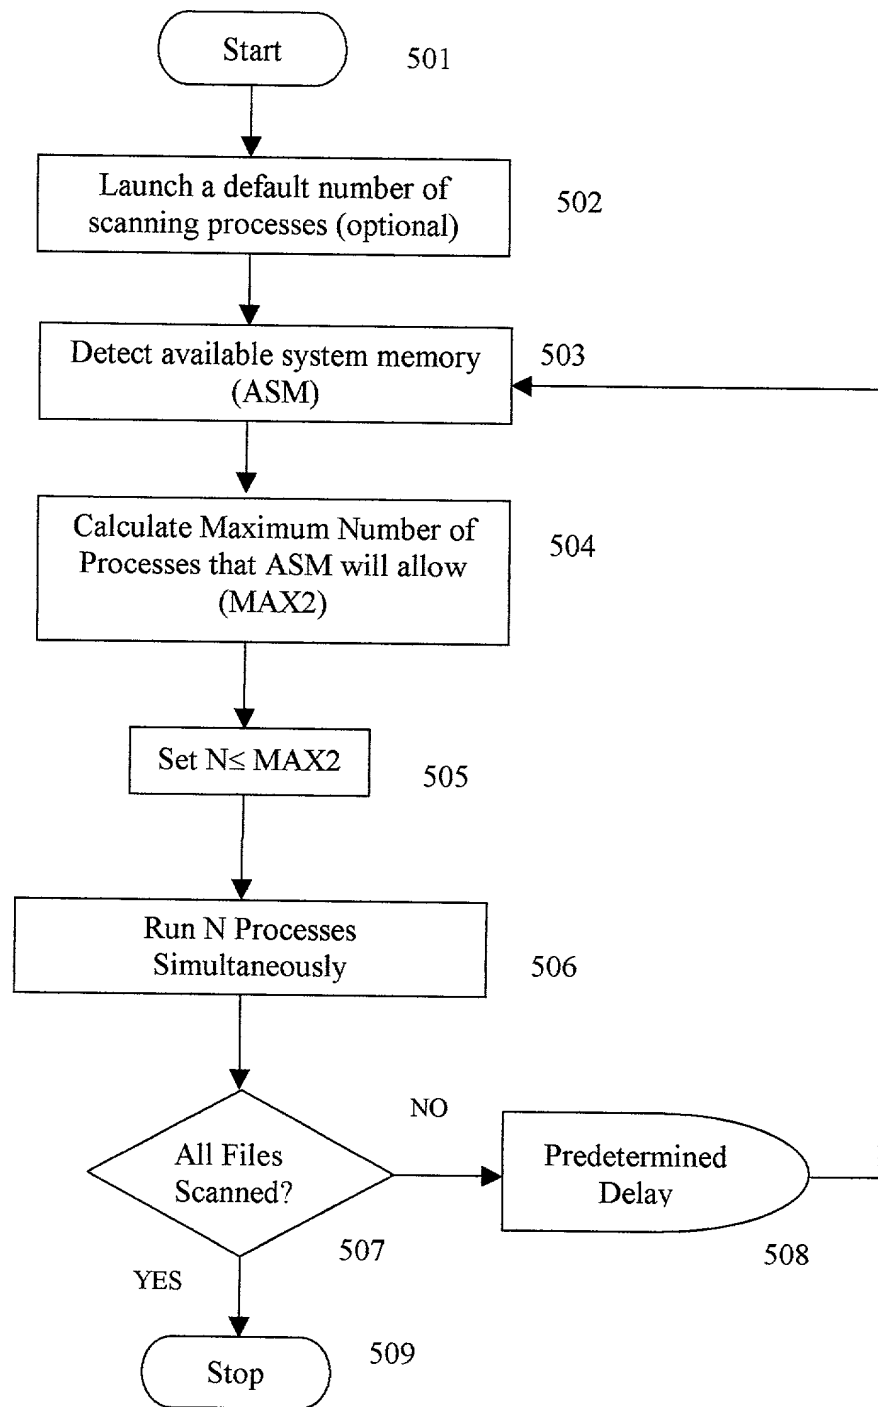 Start
501
Launch a default number of
scanning processes (optional)
502
Detect available system memory
(ASM)
503
Calculate Maximum Number of
Processes that ASM will allow
(MAX2)
504
Set N≤ MAX2
505
Run N Processes
Simultaneously
506
All Files
Scanned?
507
NO
Predetermined
Delay
508
YES
Stop
509